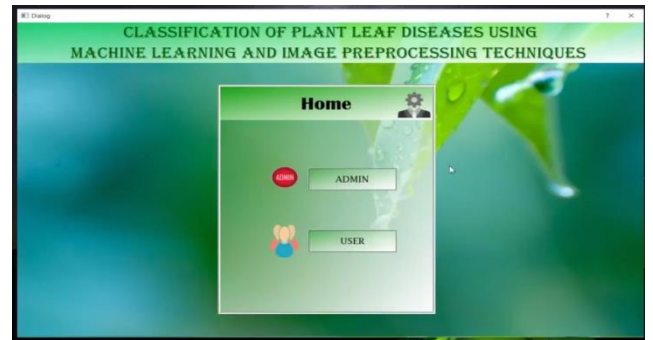 Dialog
CLASSIFICATION OF PLANT LEAF DISEASES USING
MACHINE LEARNING AND IMAGE PREPROCESSING TECHNIQUES
Home
ADMIN ADMIN
USER